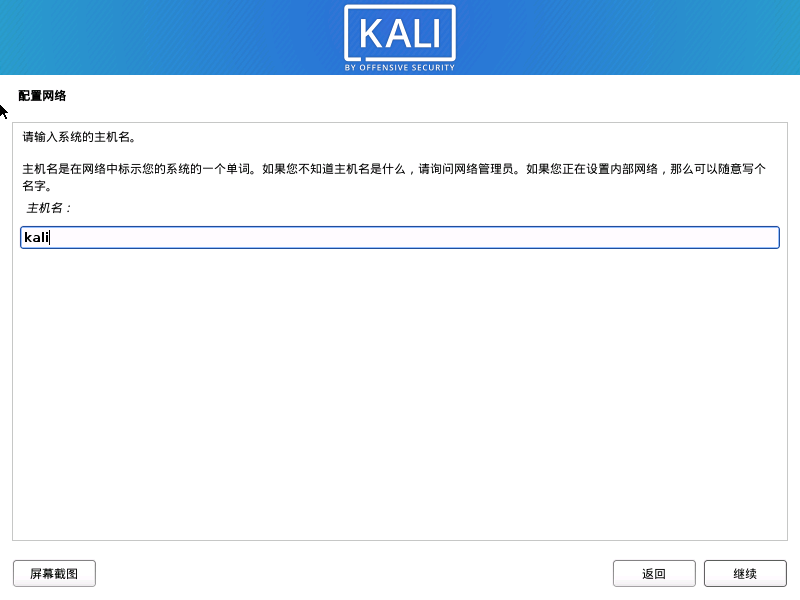 KALI
BY OFFENSIVE SECURITY
配置网络
请输入系统的主机名。
主机名是在网络中标示您的系统的一个单词。如果您不知道主机名是什么，请询问网络管理员。如果您正在设置内部网络，那么可以随意写个
名字。
主机名：
kali
屏幕截图
返回
继续